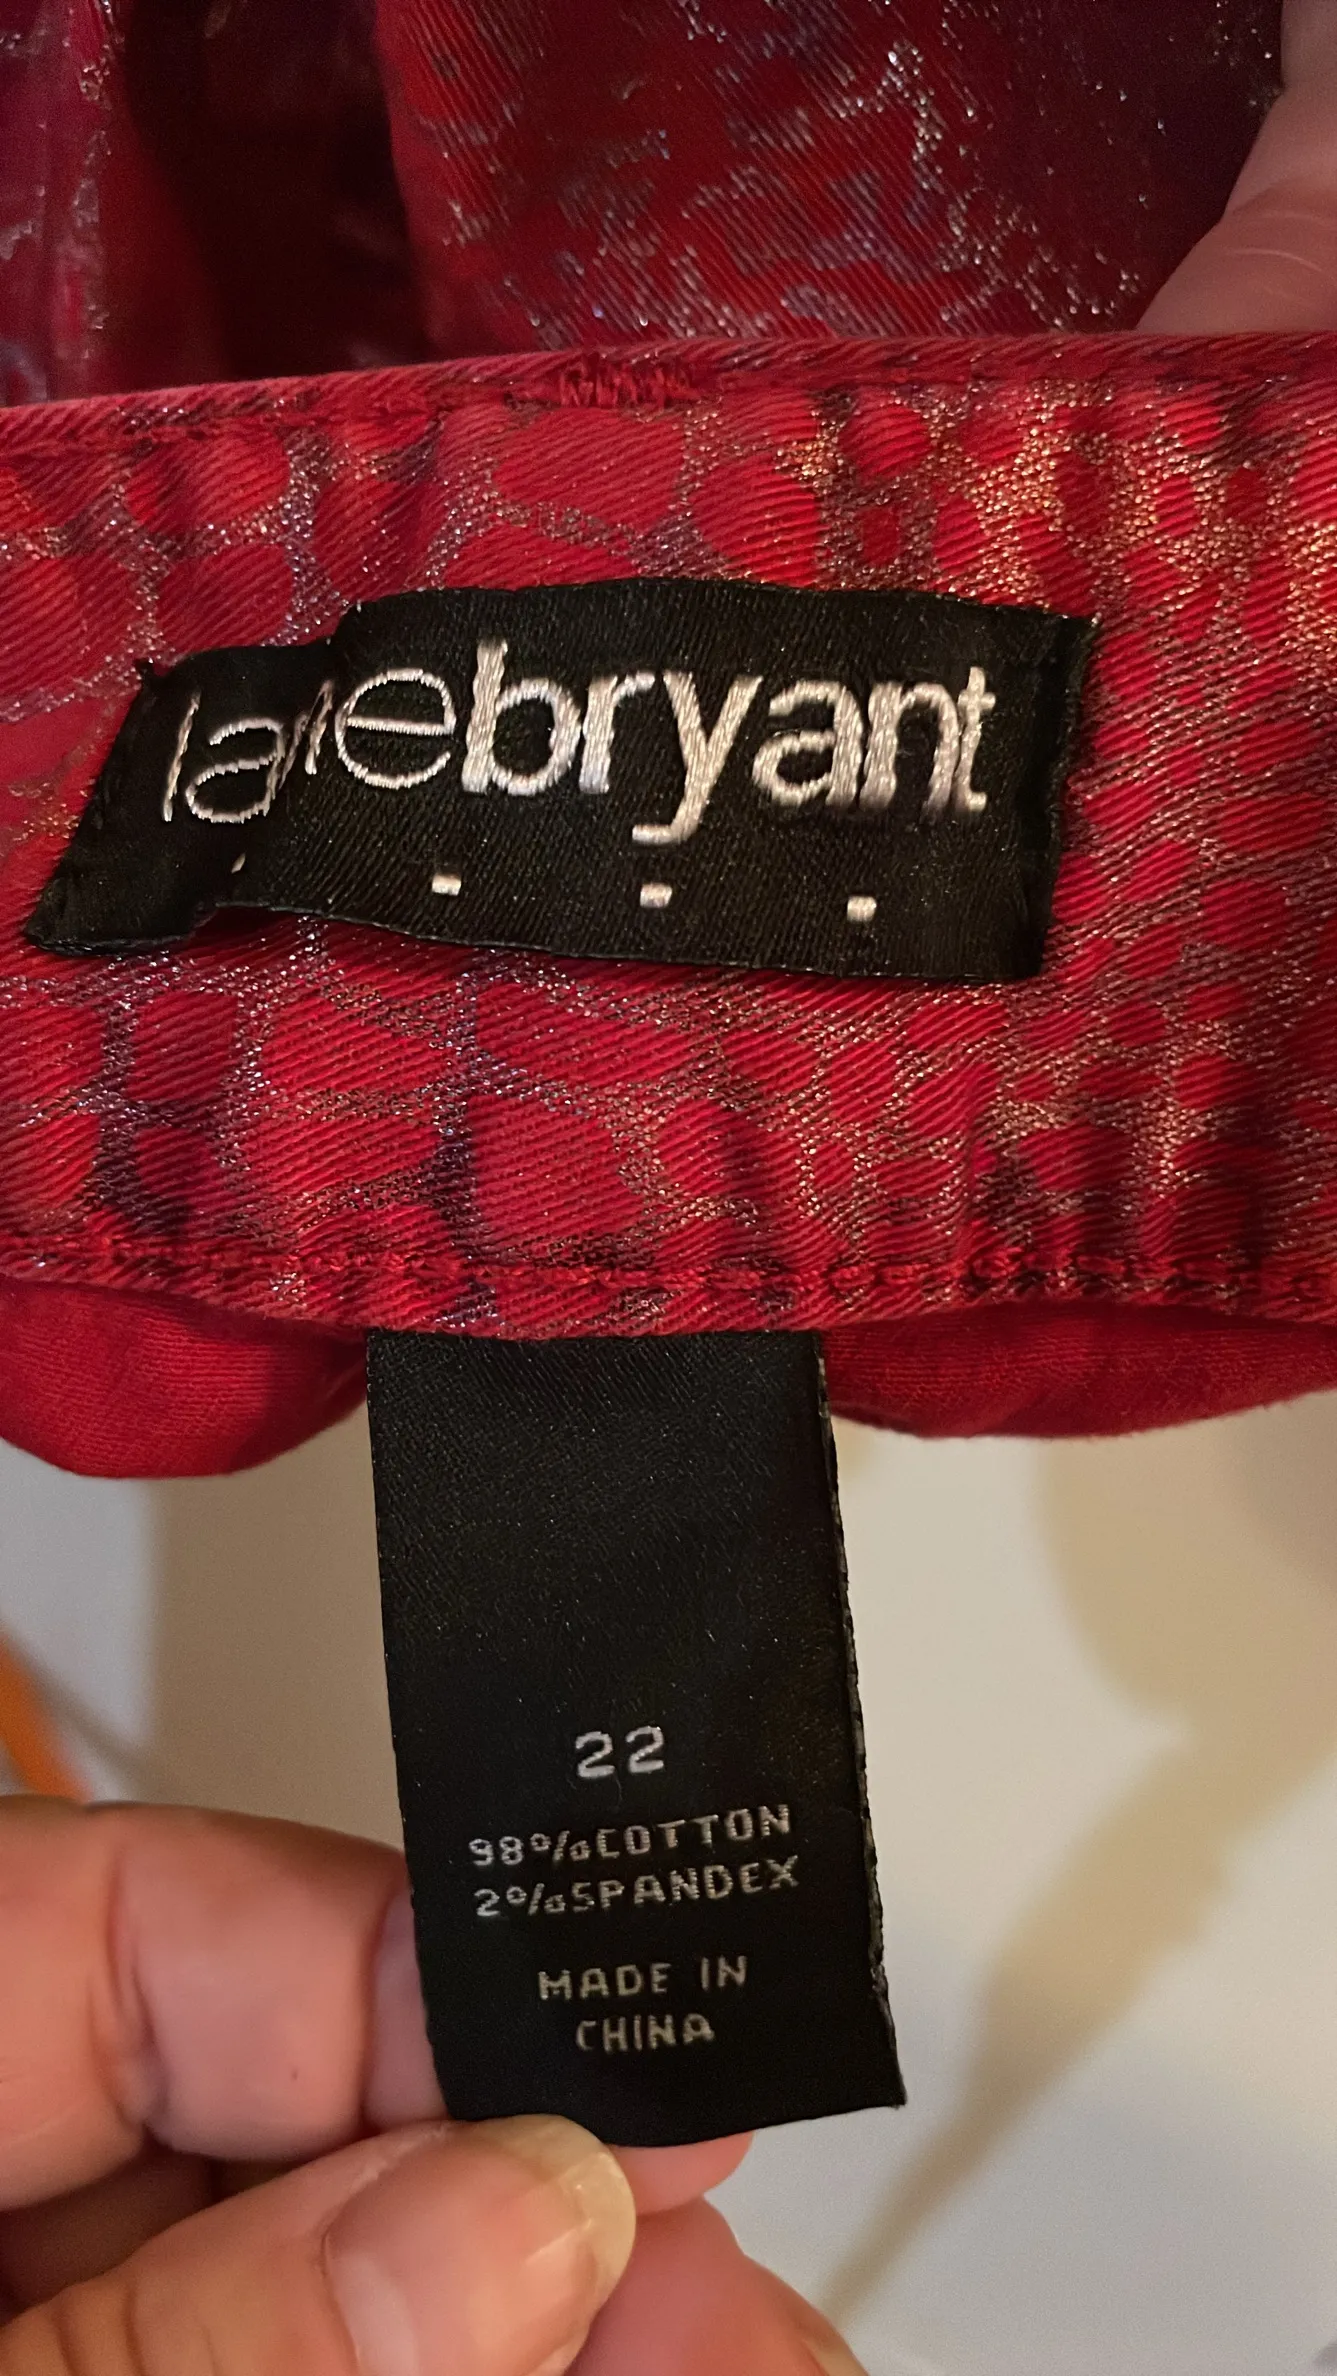 lanebryant
22
98%COTTON
2%SPANDEX
MADE IN
CHINA